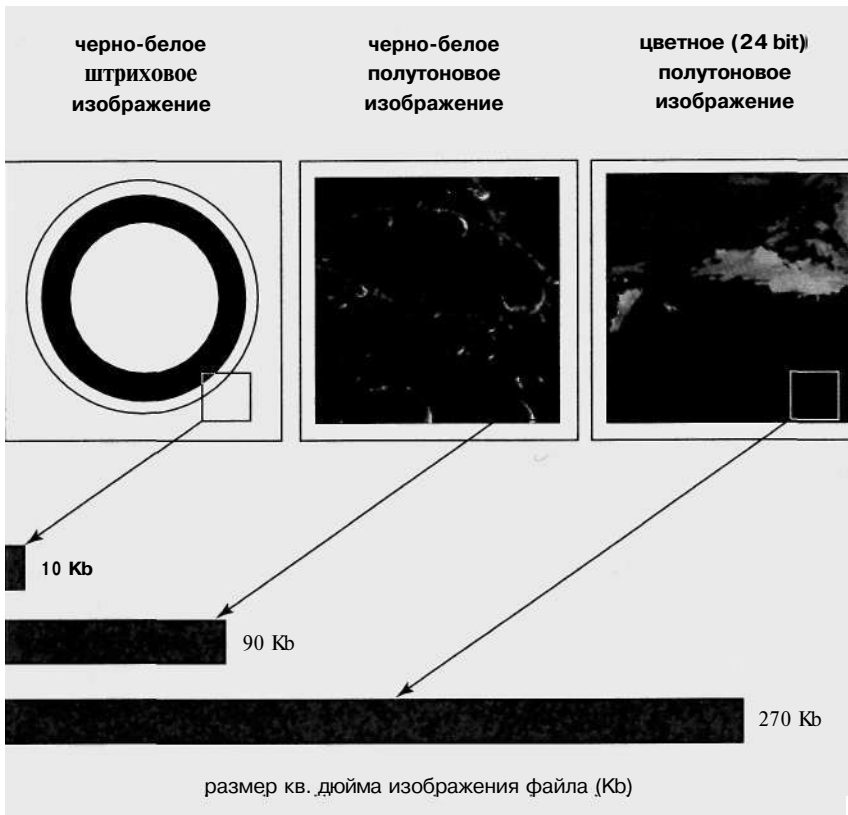 черно-белое
штриховое
изображение
черно-белое
полутоновое
изображение
цветное (24 bit)
полутоновое
изображение
10 Kb
90 Kb
270 Kb
размер кв. дюйма изображения файла (Kb)